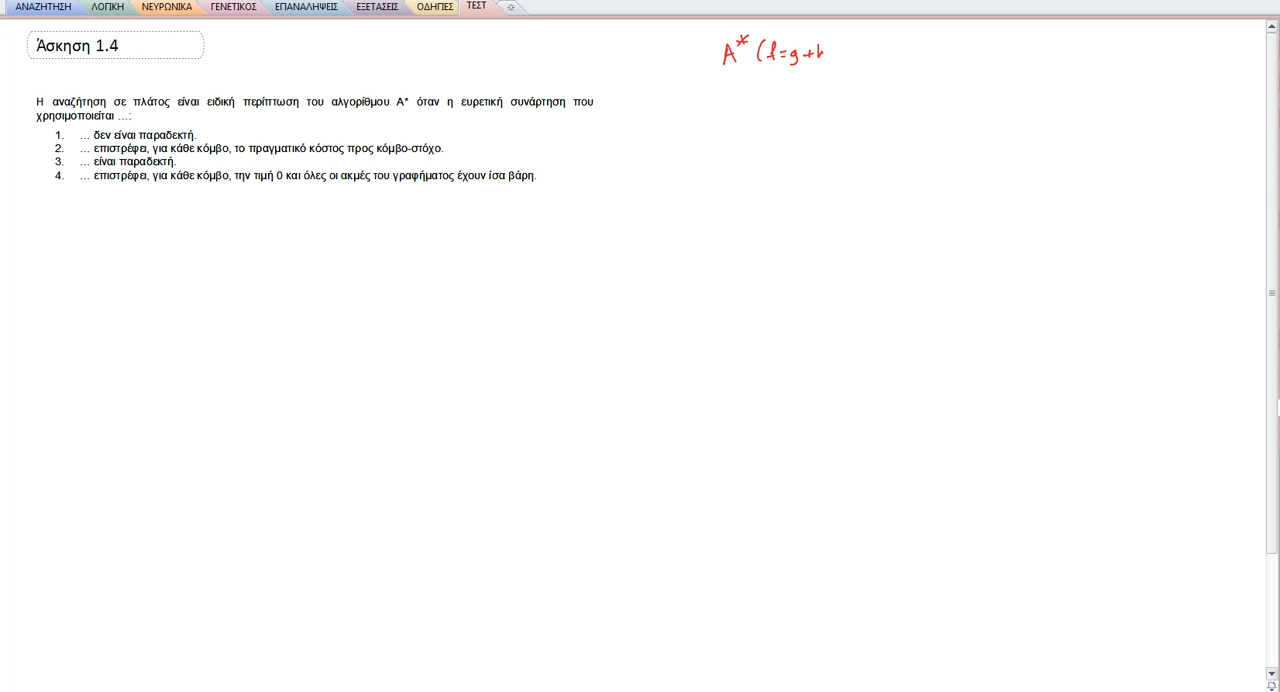 ΑΝΑΖΗΤΗΣΗ ΛΟΓΙΚΗ ΝΕΥΡΩΝΙΚΑ ΓΕΝΕΤΙΚΟΣ ΕΠΑΝΑΛΗΨΕΙΣ ΕΞΕΤΑΣΕΙΣ ΟΔΗΓΙΕΣ ΤΕΣΤ
Άσκηση 1.4
A* (f=g+h
Η αναζήτηση σε πλάτος είναι ειδική περίπτωση του αλγορίθμου Α* όταν η ευρετική συνάρτηση που
χρησιμοποιείται ...:
1. ... δεν είναι παραδεκτή.
2. ... επιστρέφει, για κάθε κόμβο, το πραγματικό κόστος προς κόμβο-στόχο.
3. ... είναι παραδεκτή.
4. ... επιστρέφει, για κάθε κόμβο, την τιμή 0 και όλες οι ακμές του γραφήματος έχουν ίσα βάρη.